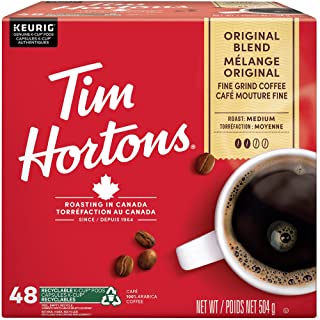 KEURIG
GENUINE K-CUP® PODS
CAPSULES K-CUP®
AUTHENTIQUES
ORIGINAL
BLEND
MÉLANGE
ORIGINAL
FINE GRIND COFFEE
CAFÉ MOUTURE FINE
ROAST: MEDIUM
TORRÉFACTION: MOYENNE
Tim
Hortons®
ROASTING IN CANADA
TORRÉFACTION AU CANADA
SINCE / DEPUIS 1964
48
RECYCLABLE K-CUP® PODS
CAPSULES K-CUP®
RECYCLABLES
CAFÉ
100% ARABICA
COFFEE
NET WT / POIDS NET 504 g